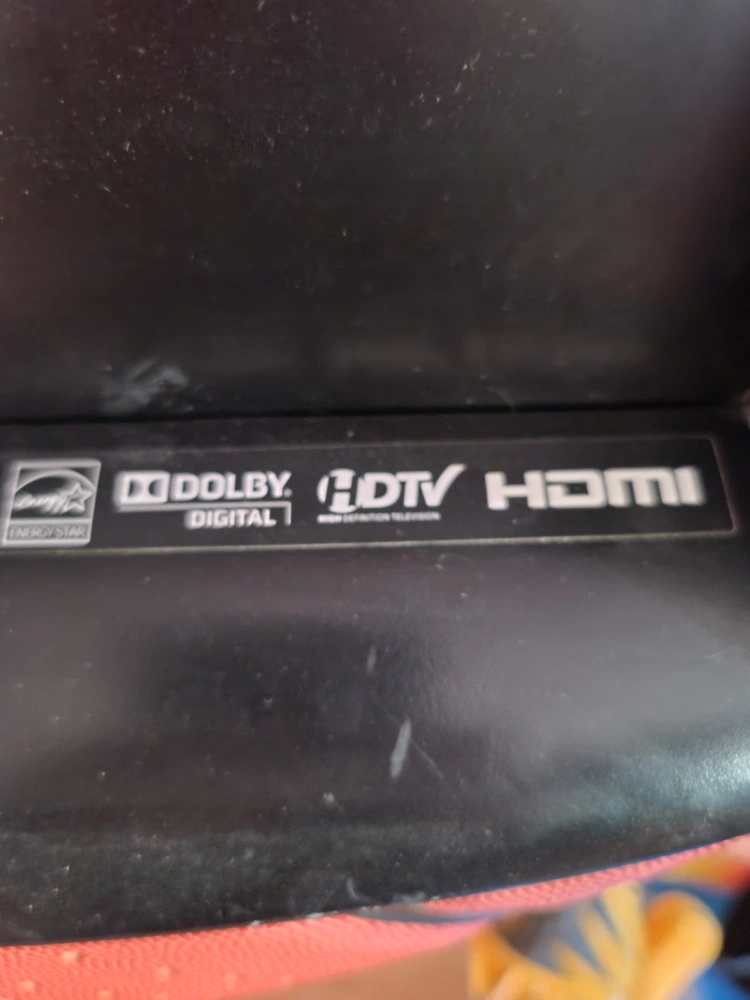 ENERGY STAR
DOLBY
DIGITAL
HDTV
HIGH DEFINITION TELEVISION
HDMI